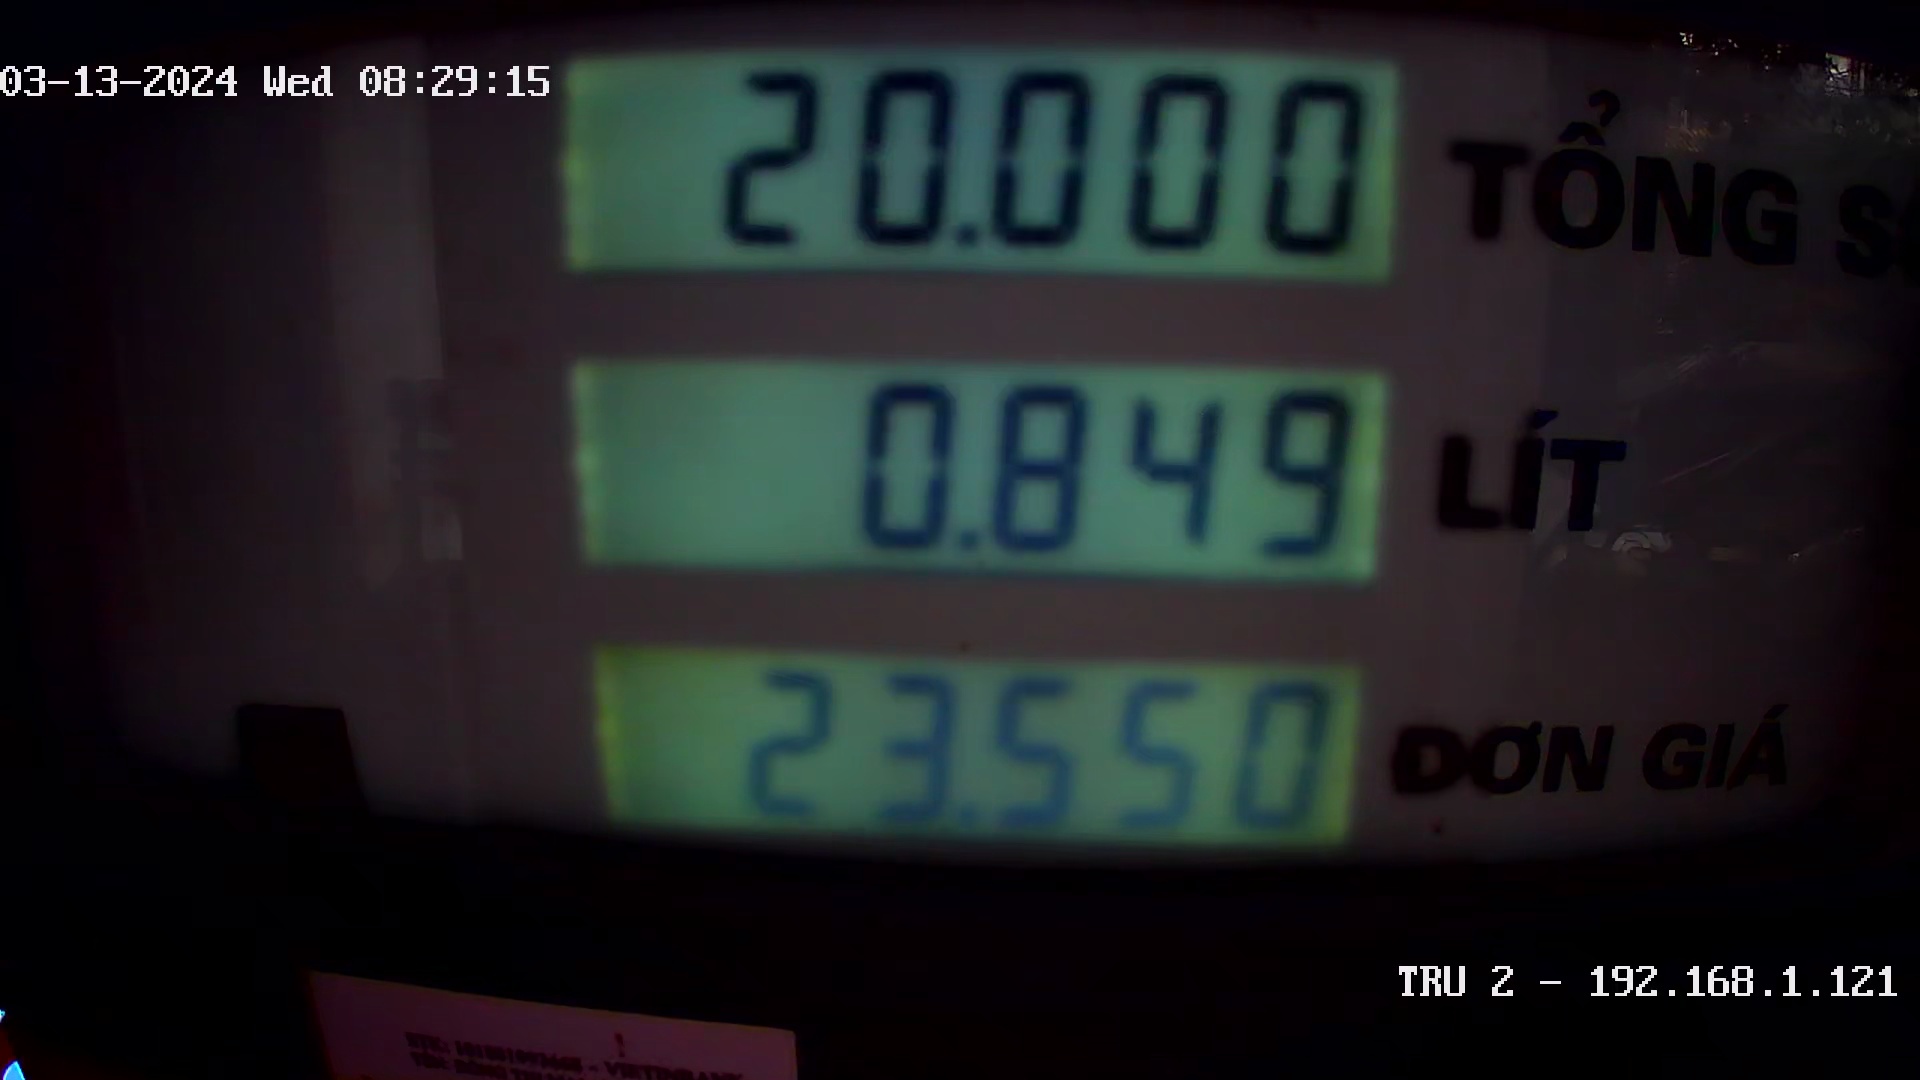 03-13-2024 Wed 08:29:15
20.000
TỔNG
0.849
LÍT
23.550
ĐƠN GIÁ
TRU 2 - 192.168.1.121
- VIETINBANK